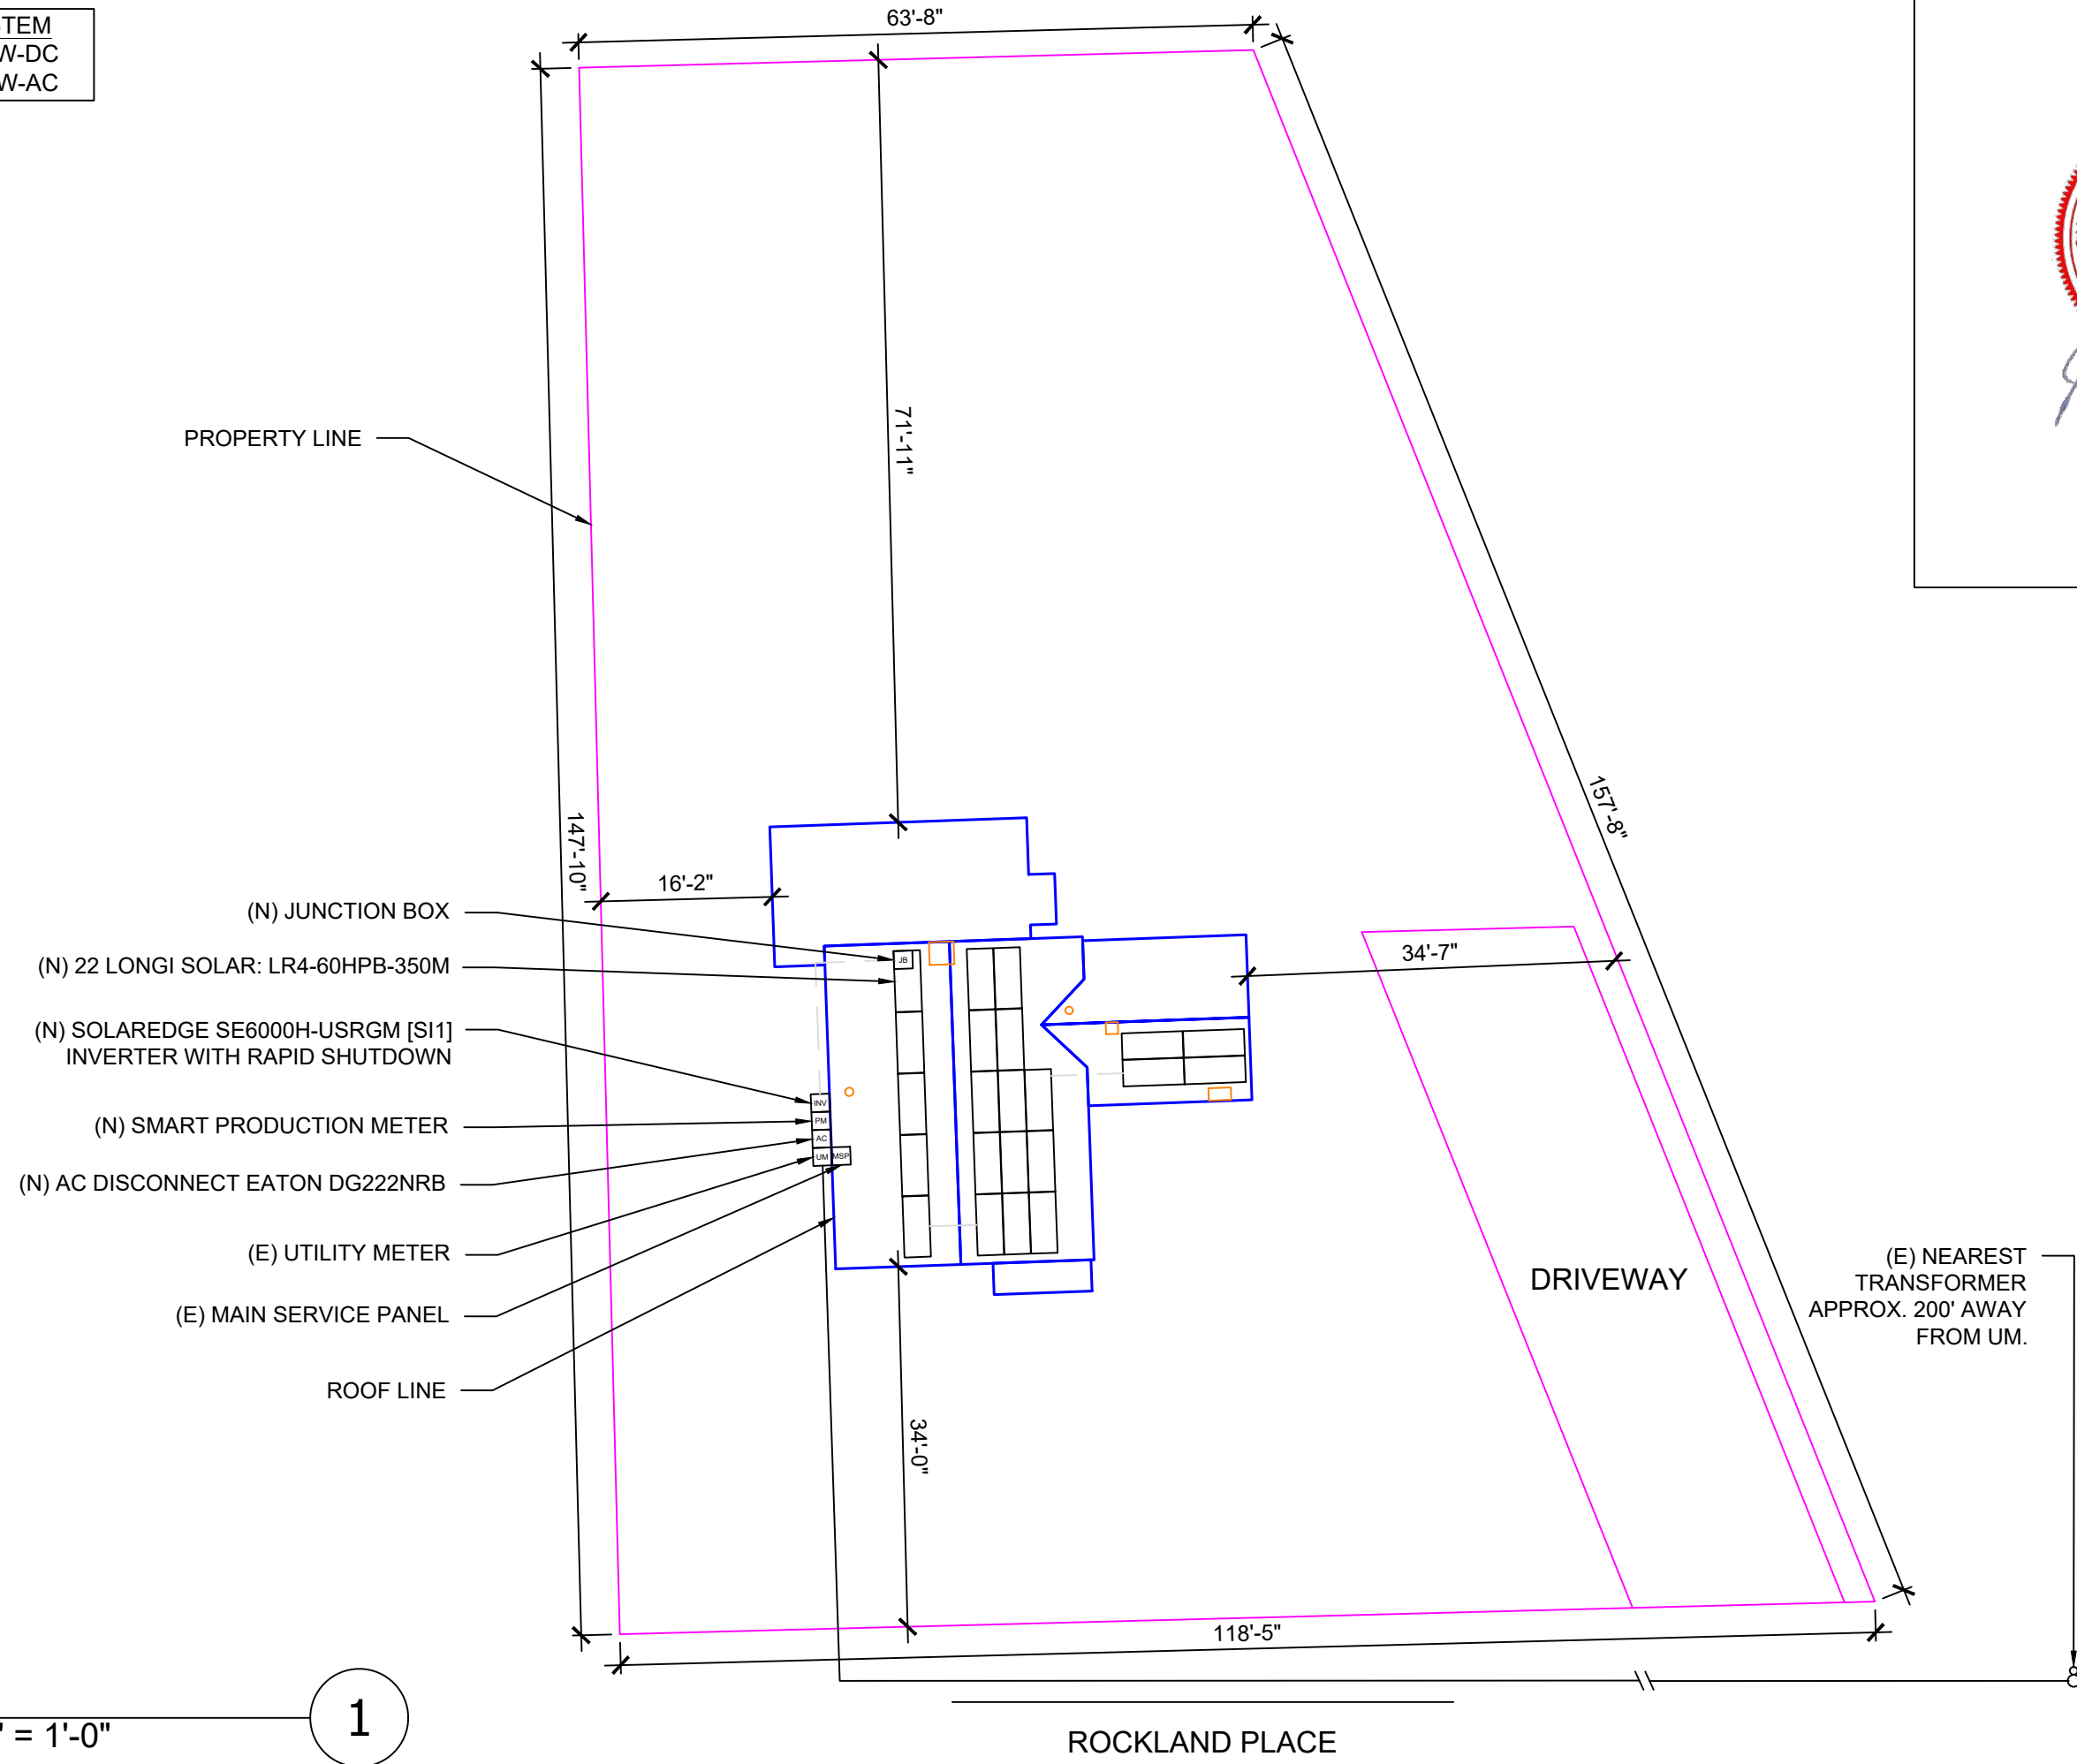 63'-8"
71'-11"
PROPERTY LINE
157'-8"
147'-10"
16'-2"
(N) JUNCTION BOX
JB
34'-7"
(N) 22 LONGI SOLAR: LR4-60HPB-350M
(N) SOLAREDGE SE6000H-USRGM [SI1]
INVERTER WITH RAPID SHUTDOWN
INV
(N) SMART PRODUCTION METER
PM
AC
(N) AC DISCONNECT EATON DG222NRB
UM
MSP
(E) UTILITY METER
(E) MAIN SERVICE PANEL
ROOF LINE
34'-0"
DRIVEWAY
(E) NEAREST
TRANSFORMER
APPROX. 200' AWAY
FROM UM.
118'-5"
1
= 1'-0"
ROCKLAND PLACE